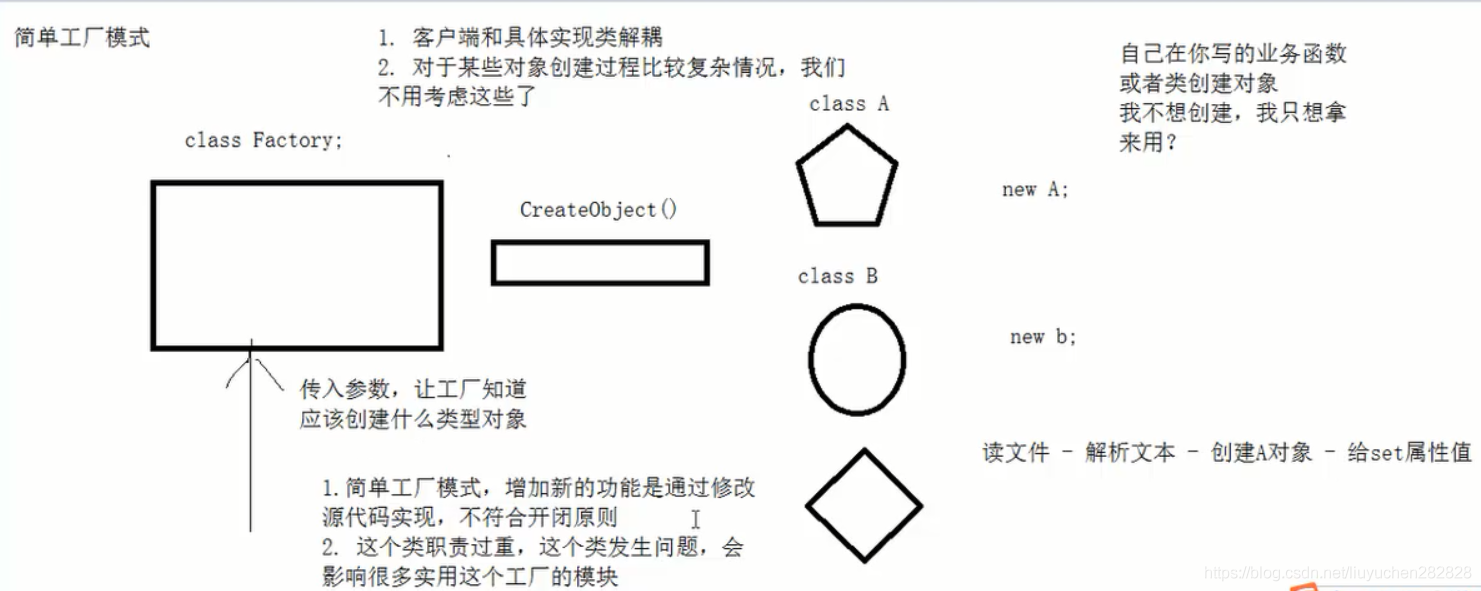 简单工厂模式
1. 客户端和具体实现类解耦
2. 对于某些对象创建过程比较复杂情况，我们
不用考虑这些了
自己在你写的业务函数
或者类创建对象
我不想创建，我只想拿
来用？
class Factory;
CreateObject()
class A
new A;
class B
new b;
传入参数，让工厂知道
应该创建什么类型对象
读文件 - 解析文本 - 创建A对象 - 给set属性值
1.简单工厂模式，增加新的功能是通过修改
源代码实现，不符合开闭原则
2. 这个类职责过重，这个类发生问题，会
影响很多实用这个工厂的模块
https://blog.csdn.net/liuyuchen282828